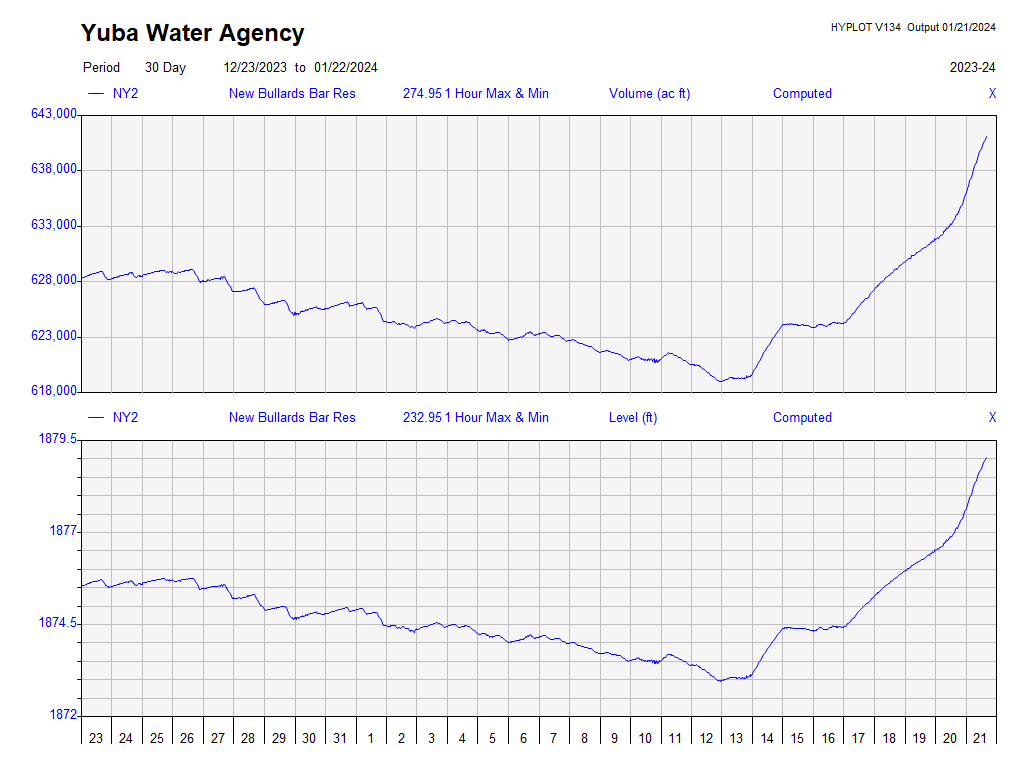 Yuba Water Agency
HYPLOT V134 Output 01/21/2024
Period 30 Day 12/23/2023 to 01/22/2024 2023-24
NY2 New Bullards Bar Res 274.95 1 Hour Max & Min Volume (ac ft) Computed X
643,000
638,000
633,000
628,000
623,000
618,000
NY2 New Bullards Bar Res 232.95 1 Hour Max & Min Level (ft) Computed X
1879.5
1877
1874.5
1872
23 24 25 26 27 28 29 30 31 1 2 3 4 5 6 7 8 9 10 11 12 13 14 15 16 17 18 19 20 21